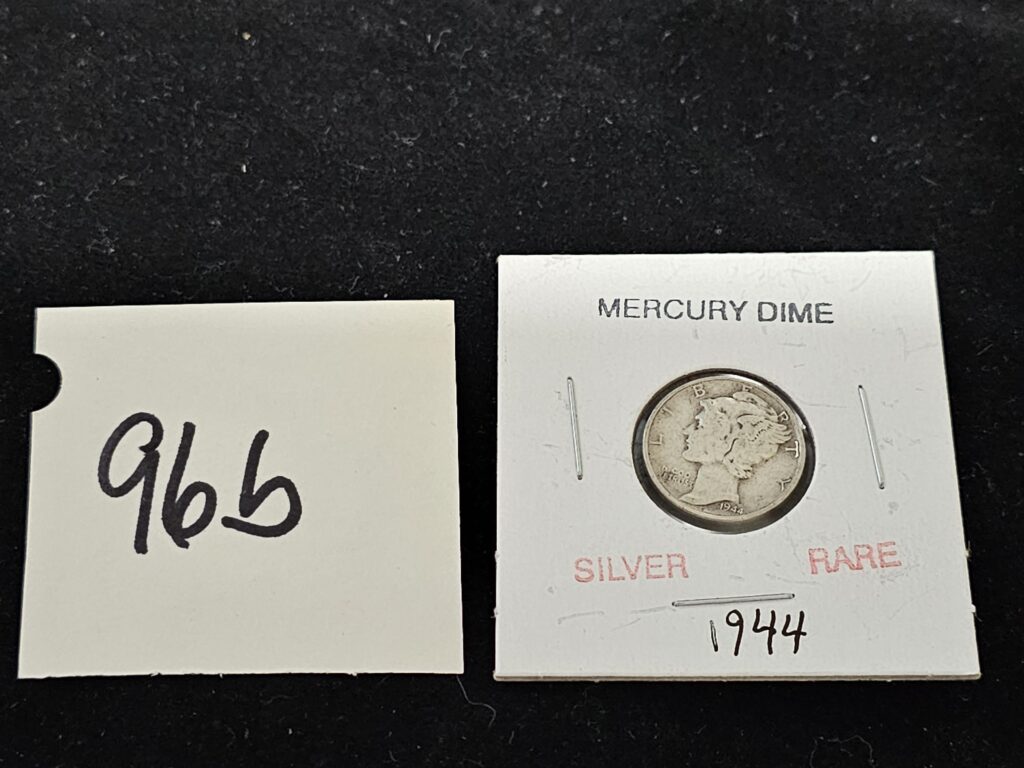 96b
MERCURY DIME
LIBERTY
IN GOD
WE TRUST
1944
SILVER RARE
1944